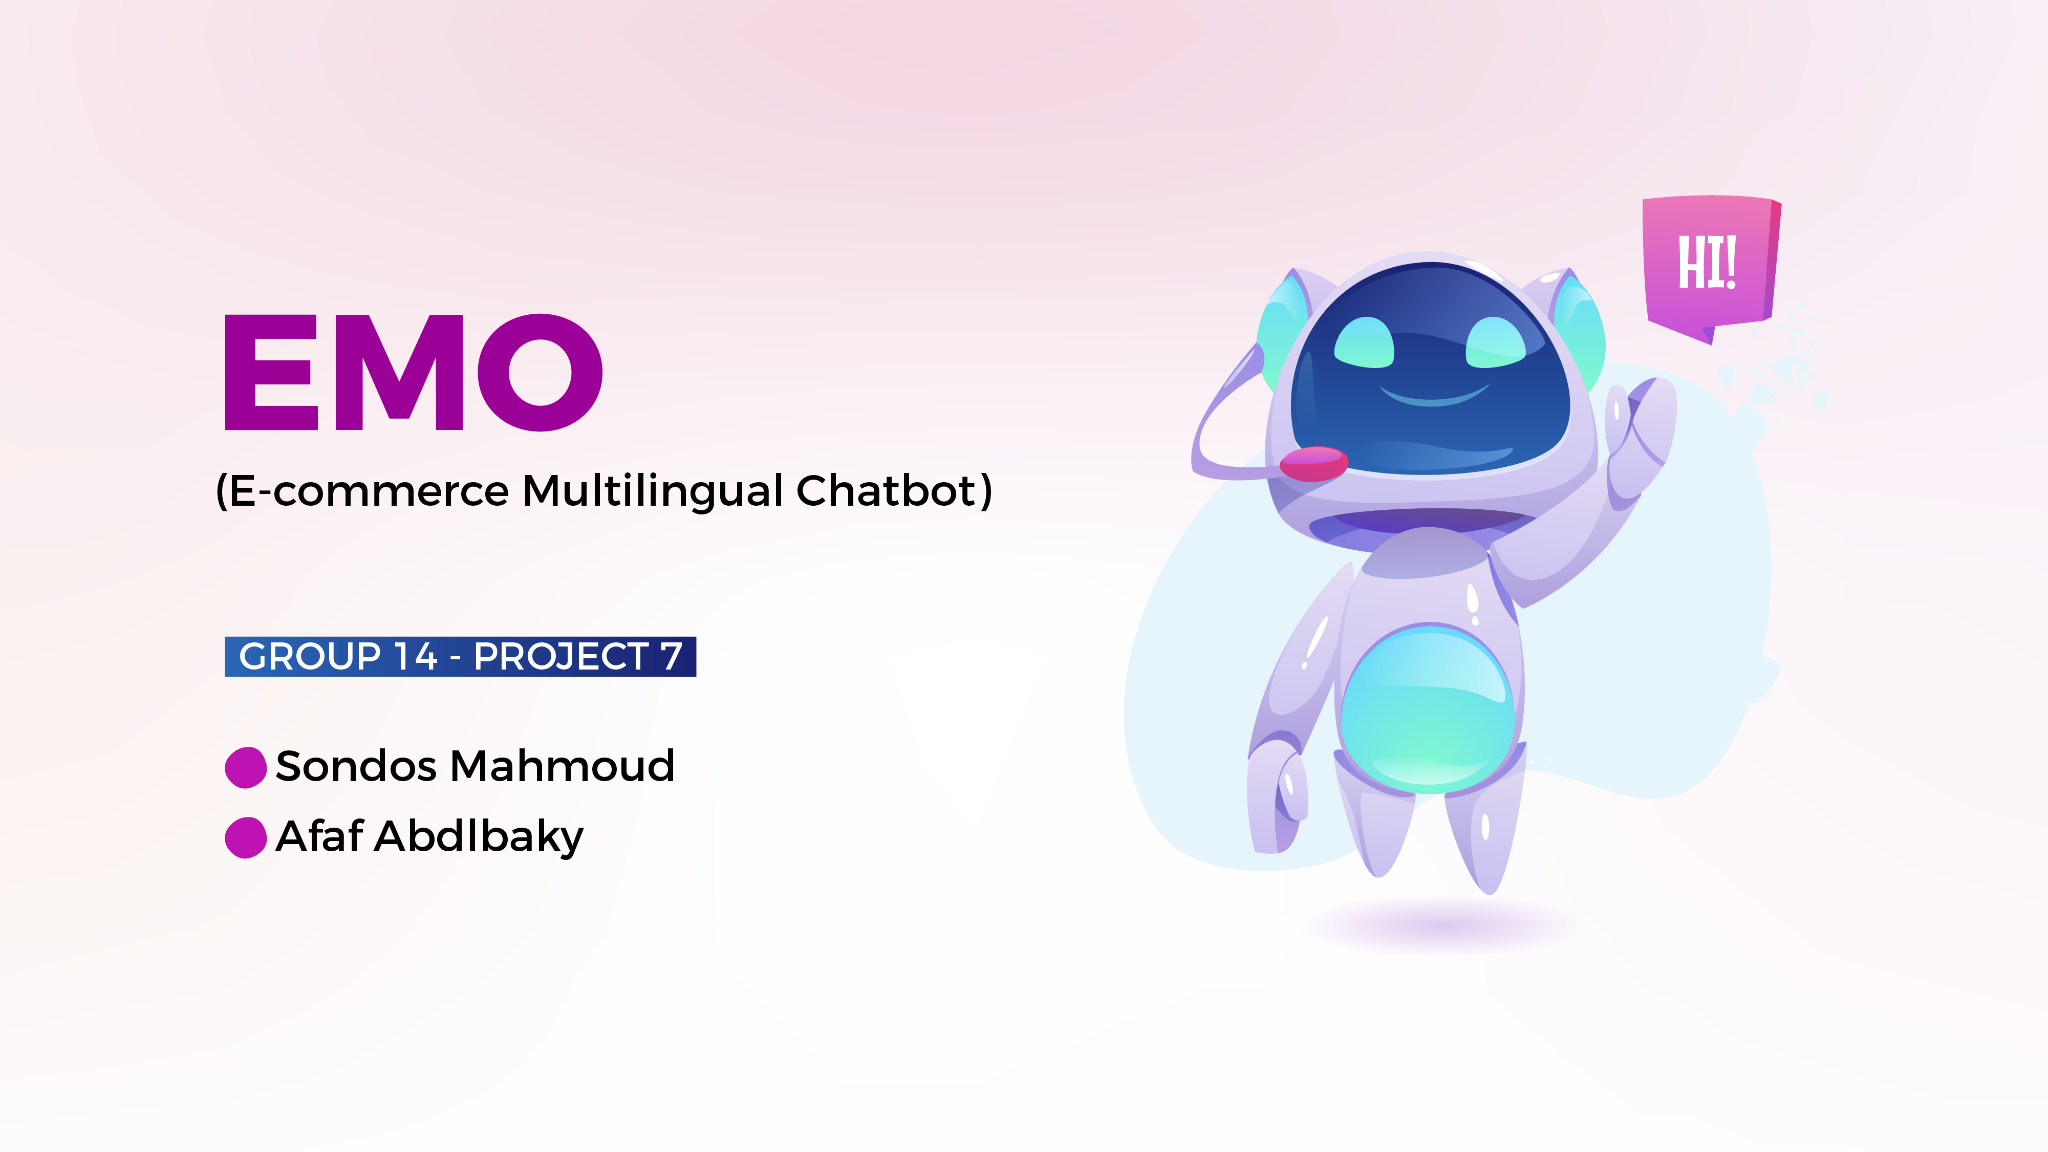 EMO
(E-commerce Multilingual Chatbot)
GROUP 14 - PROJECT 7
Sondos Mahmoud
Afaf Abdlbaky
HI!